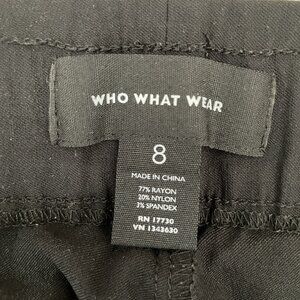 WHO WHAT WEAR
8
MADE IN CHINA
77% RAYON
20% NYLON
3% SPANDEX
RN 17730
VN 1343630